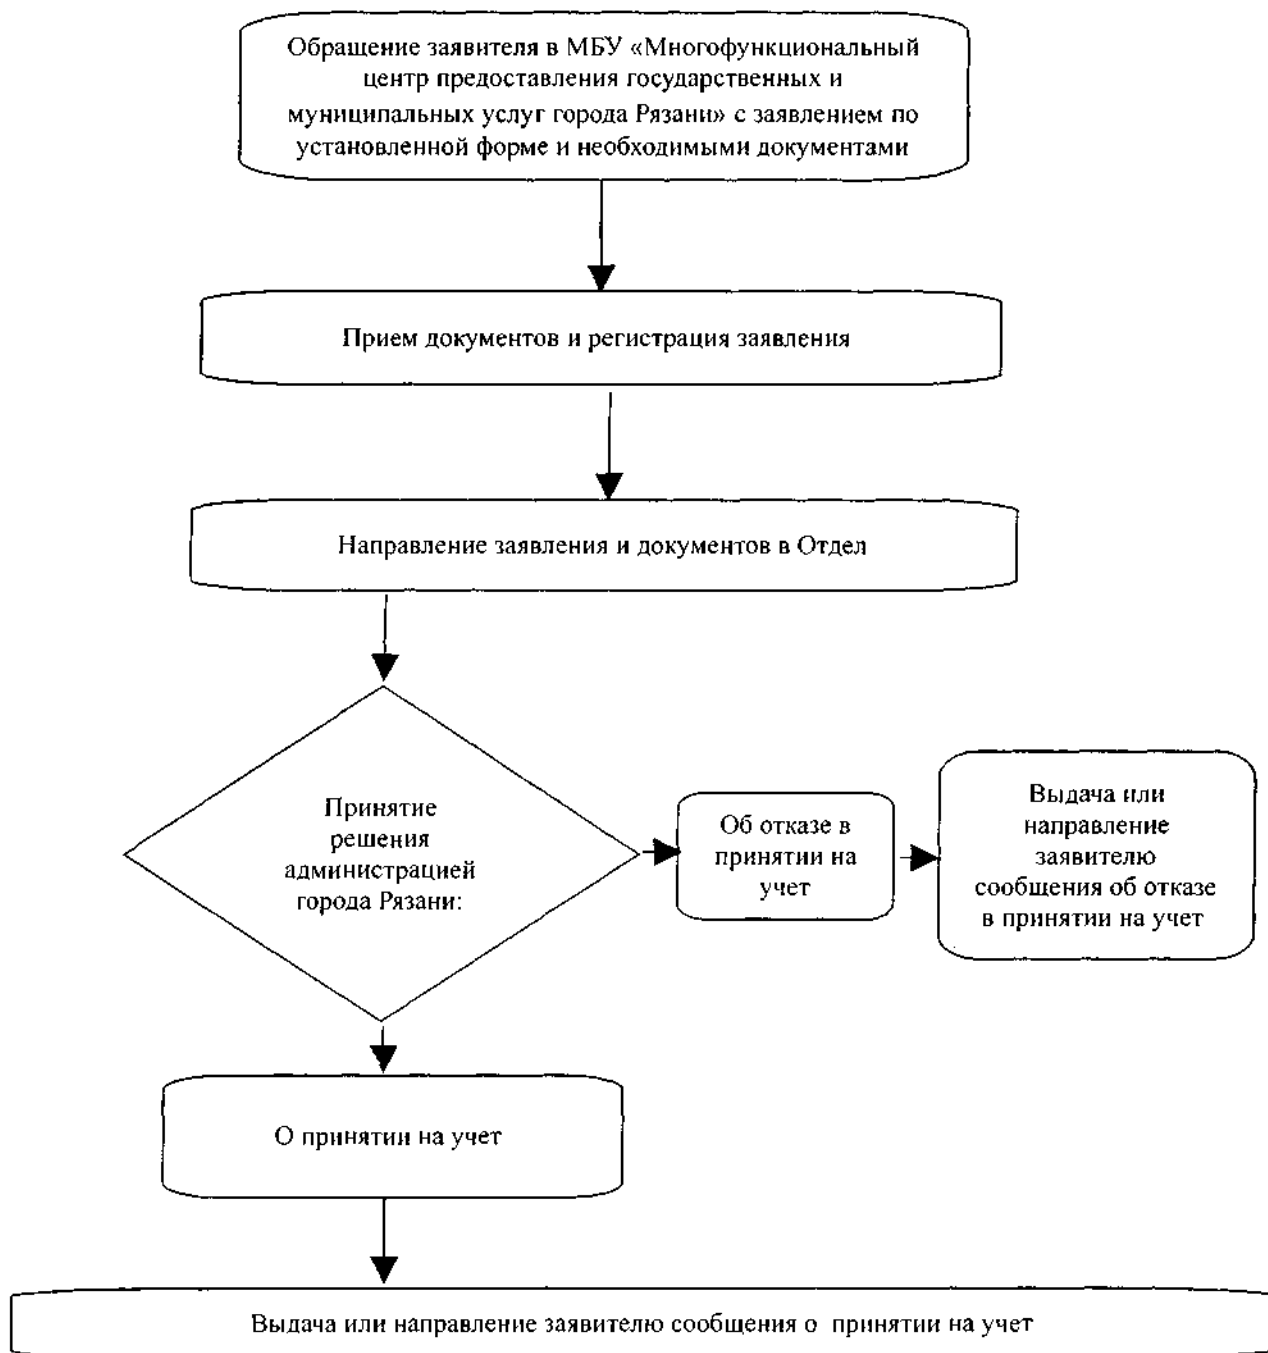 Обращение заявителя в МБУ «Многофункциональный
центр предоставления государственных и
муниципальных услуг города Рязани» с заявлением по
установленной форме и необходимыми документами
Прием документов и регистрация заявления
Направление заявления и документов в Отдел
Принятие
решения
администрацией
города Рязани:
Об отказе в
принятии на
учет
Выдача или
направление
заявителю
сообщения об отказе
в принятии на учет
О принятии на учет
Выдача или направление заявителю сообщения о принятии на учет